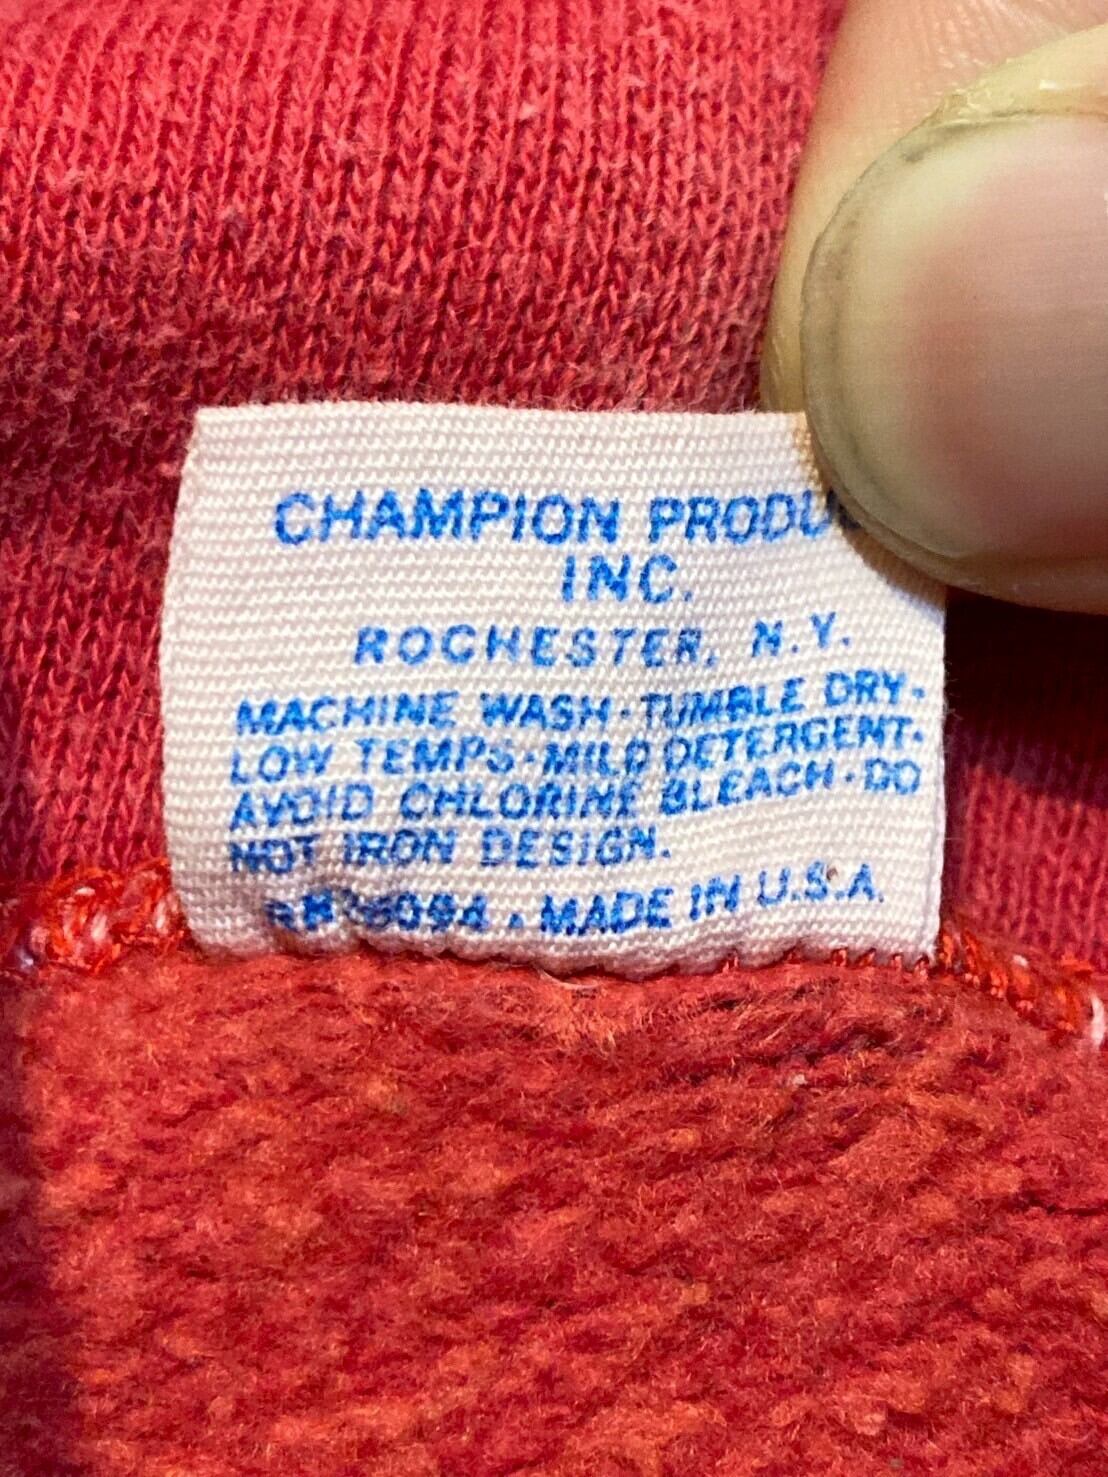 CHAMPION PRODU
INC.
ROCHESTER, N.Y.
MACHINE WASH·TUMBLE DRY-
LOW TEMPS-MILD DETERGENT-
AVOID CHLORINE BLEACH·DO
NOT IRON DESIGN.
MADE IN U.S.A.